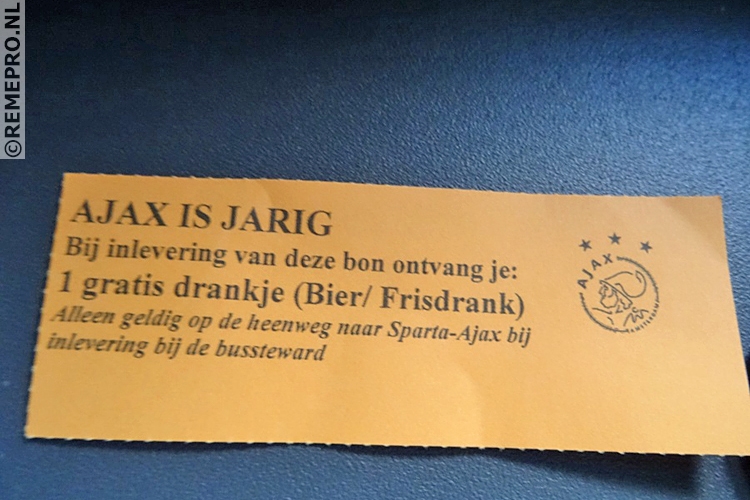 ©REMEPRO.NL
AJAX IS JARIG
Bij inlevering van deze bon ontvang je:
1 gratis drankje (Bier/ Frisdrank)
Alleen geldig op de heenweg naar Sparta-Ajax bij
inlevering bij de bussteward
AJAX
AMSTERDAM